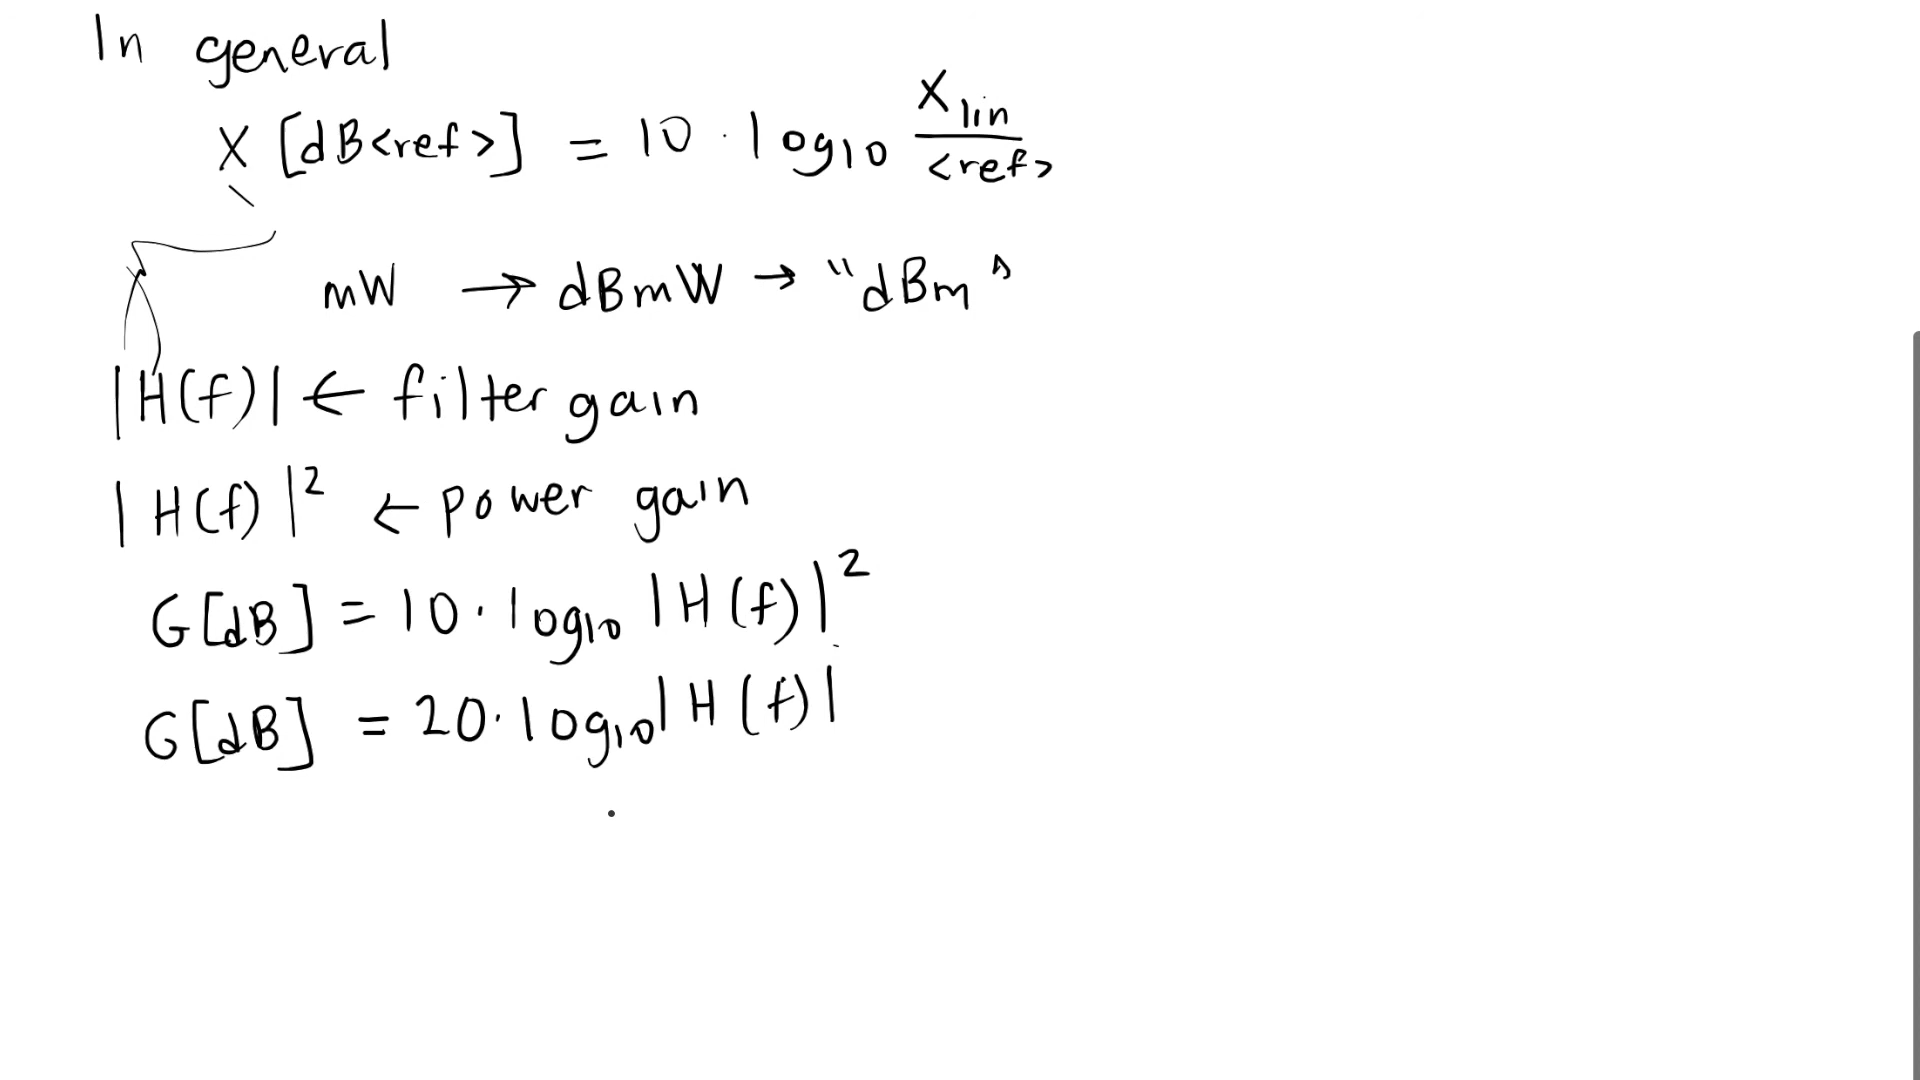 In general
X [dB<ref>] = 10 · log10 Xlin / <ref>
mW → dBmW → "dBm"
|H(f)| ← filter gain
|H(f)|² ← power gain
G[dB] = 10 · log10 |H(f)|²
G[dB] = 20 · log10 |H(f)|